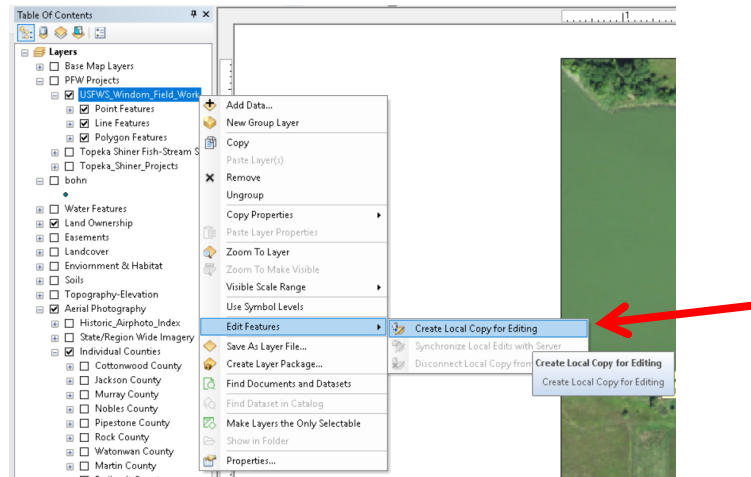 Table Of Contents
Layers
Base Map Layers
PFW Projects
USFWS_Windom_Field_Work
Point Features
Line Features
Polygon Features
Topeka Shiner Fish-Stream S
Topeka_Shiner_Projects
bohn
Water Features
Land Ownership
Easements
Landcover
Enviornment & Habitat
Soils
Topography-Elevation
Aerial Photography
Historic_Airphoto_Index
State/Region Wide Imagery
Individual Counties
Cottonwood County
Jackson County
Murray County
Nobles County
Pipestone County
Rock County
Watonwan County
Martin County
Add Data...
New Group Layer
Copy
Paste Layer(s)
Remove
Ungroup
Copy Properties
Paste Layer Properties
Zoom To Layer
Zoom To Make Visible
Visible Scale Range
Use Symbol Levels
Edit Features
Save As Layer File...
Create Layer Package...
Find Documents and Datasets
Find Dataset in Catalog
Make Layers the Only Selectable
Show in Folder
Properties...
Create Local Copy for Editing
Synchronize Local Edits with Server
Disconnect Local Copy from
Create Local Copy for Editing
Create Local Copy for Editing
1